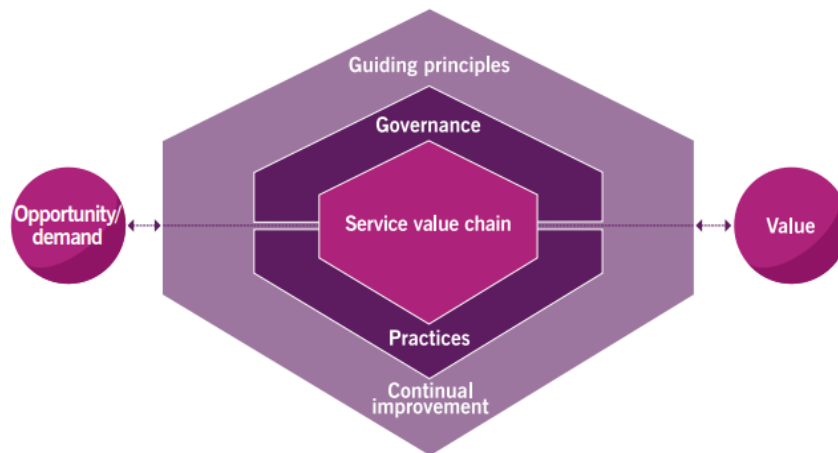 Guiding principles
Governance
Opportunity/
demand
Service value chain
Value
Practices
Continual
improvement